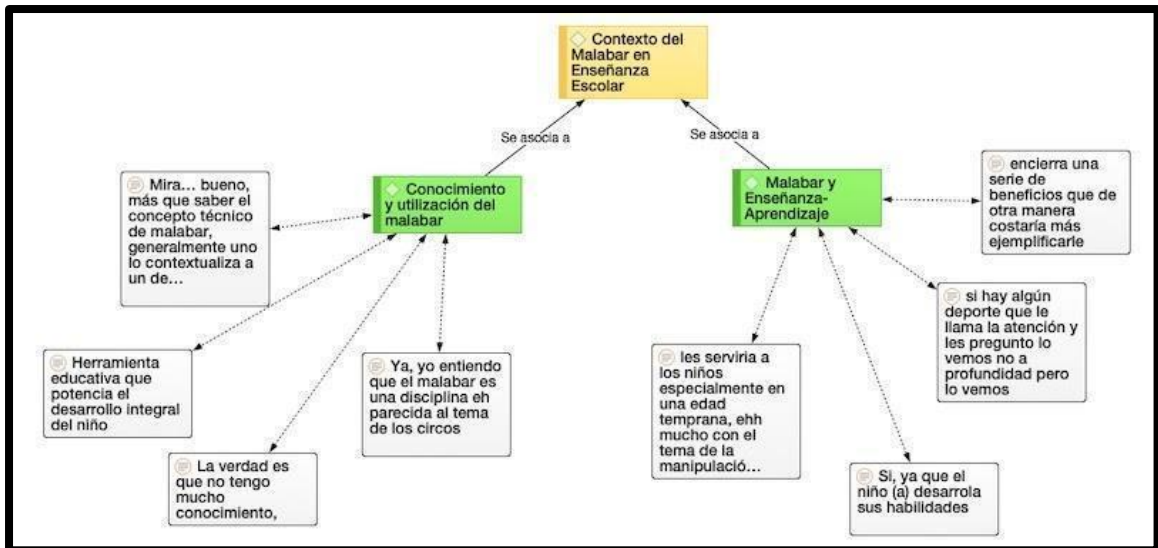 Contexto del
Malabar en
Enseñanza
Escolar
Se asocia a
Se asocia a
Mira... bueno,
más que saber el
concepto técnico
de malabar,
generalmente uno
lo contextualiza a
un de...
Conocimiento
y utilización del
malabar
Malabar y
Enseñanza-
Aprendizaje
encierra una
serie de
beneficios que de
otra manera
costaría más
ejemplificarle
Herramienta
educativa que
potencia el
desarrollo integral
del niño
Ya, yo entiendo
que el malabar es
una disciplina eh
parecida al tema
de los circos
La verdad es
que no tengo
mucho
conocimiento,
les serviria a
los niños
especialmente en
una edad
temprana, ehh
mucho con el
tema de la
manipulació...
si hay algún
deporte que le
llama la atención y
les pregunto lo
vemos no a
profundidad pero
lo vemos
Si, ya que el
niño (a) desarrola
sus habilidades